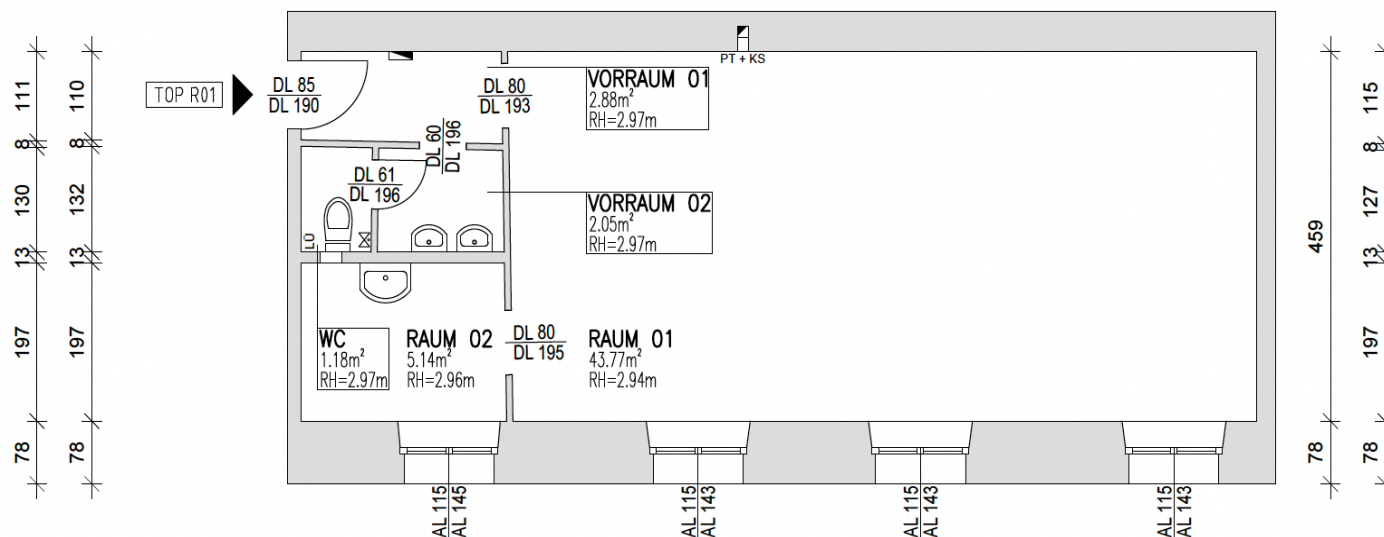 TOP R01
DL 85
DL 190
DL 80
DL 193
PT + KS
VORRAUM 01
2.88m²
RH=2.97m
DL 60
DL 196
DL 61
DL 196
VORRAUM 02
2.05m²
RH=2.97m
LÜ
WC
1.18m²
RH=2.97m
RAUM 02
5.14m²
RH=2.96m
DL 80
DL 195
RAUM 01
43.77m²
RH=2.94m
AL 115
AL 145
AL 115
AL 143
AL 115
AL 143
AL 115
AL 143
111
8
130
13
197
78
110
8
132
13
197
78
459
78
115
8
127
13
197
78